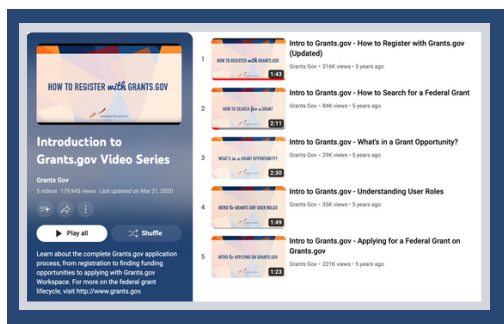 HOW TO REGISTER with GRANTS.GOV
Introduction to
Grants.gov Video Series
Grants Gov
5 videos 179,943 views Last updated on Mar 21, 2020
Play all
Shuffle
Learn about the complete Grants.gov application
process, from registration to finding funding
opportunities to applying with Grants.gov
Workspace. For more on the federal grant
lifecycle, visit http://www.grants.gov.
1
HOW TO REGISTER with GRANTS.GOV
1:43
Intro to Grants.gov - How to Register with Grants.gov
(Updated)
Grants Gov • 316K views • 3 years ago
2
HOW TO SEARCH for a GRANT
2:11
Intro to Grants.gov - How to Search for a Federal Grant
Grants Gov • 84K views • 5 years ago
3
WHAT'S in a GRANT OPPORTUNITY?
2:30
Intro to Grants.gov - What's in a Grant Opportunity?
Grants Gov • 29K views • 5 years ago
4
INTRO to GRANTS.GOV USER ROLES
1:49
Intro to Grants.gov - Understanding User Roles
Grants Gov • 35K views • 5 years ago
5
INTRO to APPLYING ON GRANTS.GOV
1:23
Intro to Grants.gov - Applying for a Federal Grant on
Grants.gov
Grants Gov • 221K views • 5 years ago